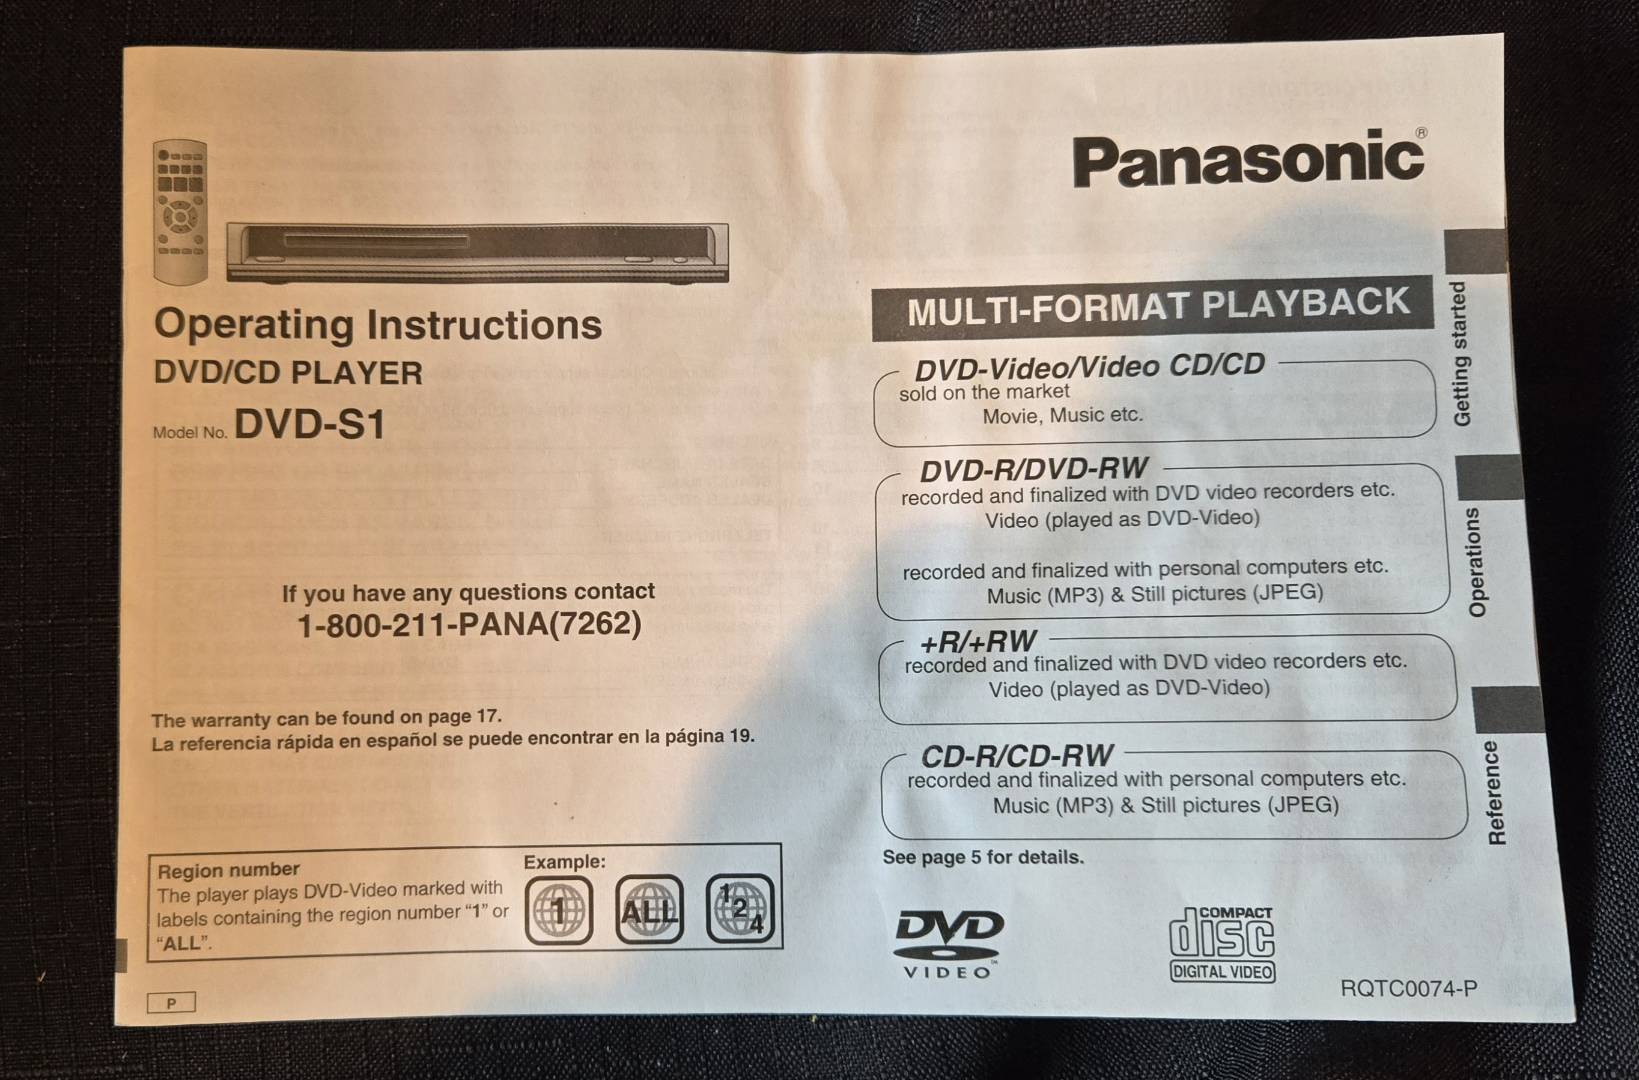 Panasonic®
Operating Instructions
DVD/CD PLAYER
Model No. DVD-S1
If you have any questions contact
1-800-211-PANA(7262)
The warranty can be found on page 17.
La referencia rápida en español se puede encontrar en la página 19.
Region number
The player plays DVD-Video marked with
labels containing the region number “1” or
“ALL”.
Example:
1
ALL
1
2
4
P
MULTI-FORMAT PLAYBACK
DVD-Video/Video CD/CD
sold on the market
Movie, Music etc.
DVD-R/DVD-RW
recorded and finalized with DVD video recorders etc.
Video (played as DVD-Video)
recorded and finalized with personal computers etc.
Music (MP3) & Still pictures (JPEG)
+R/+RW
recorded and finalized with DVD video recorders etc.
Video (played as DVD-Video)
CD-R/CD-RW
recorded and finalized with personal computers etc.
Music (MP3) & Still pictures (JPEG)
See page 5 for details.
DVD
VIDEO™
COMPACT
disc
DIGITAL VIDEO
RQTC0074-P
Getting started
Operations
Reference